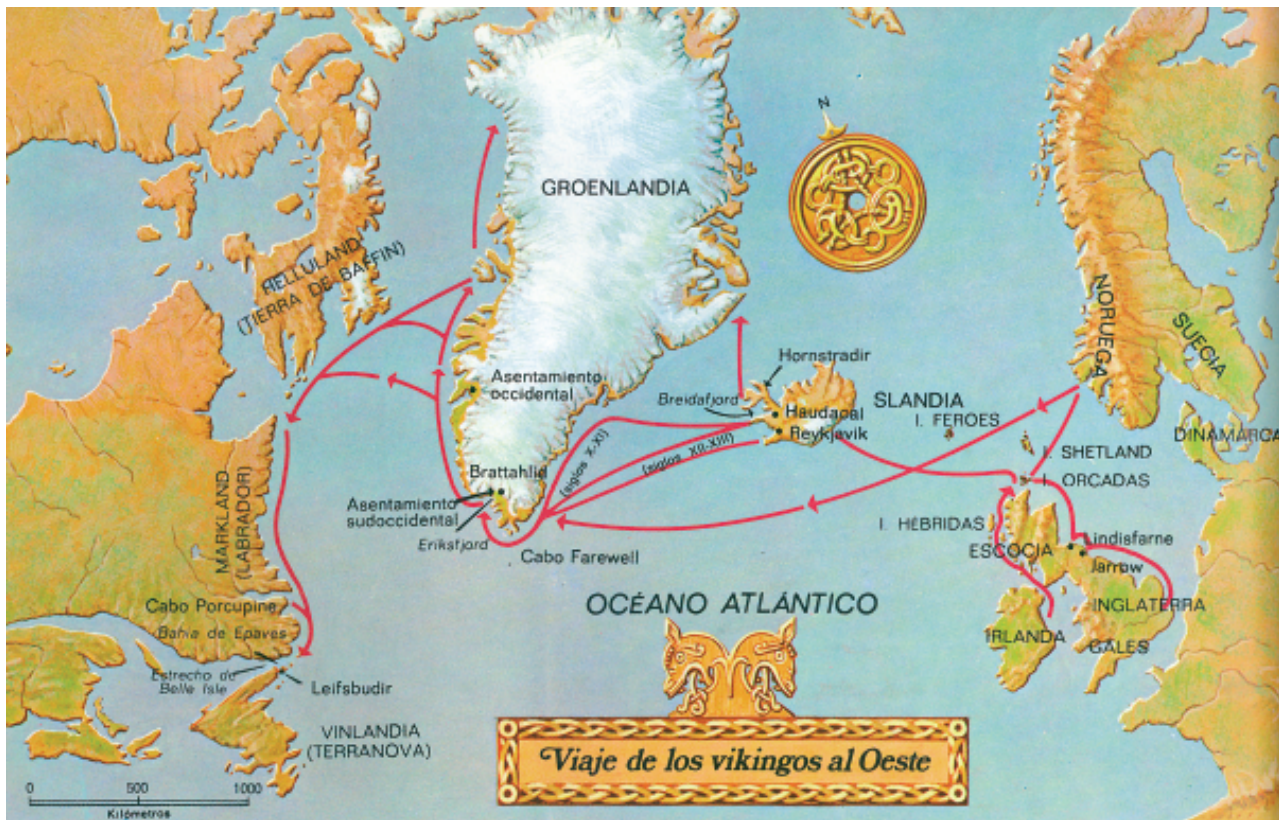 N
GROENLANDIA
HELLULAND
(TIERRA DE BAFFIN)
NORUEGA
SUECIA
Hornstradir
Asentamiento
occidental
Breidafjord
Haudadal
Reykjavik
SLANDIA
I. FEROES
DINAMARCA
I. SHETLAND
I. ORCADAS
(siglos X-XI)
(siglos XII-XIII)
Brattahlid
Asentamiento
sudoccidental
Eriksfjord
Cabo Farewell
MARKLAND
(LABRADOR)
I. HÉBRIDAS
ESCOCIA
Lindisfarne
Jarrow
INGLATERRA
IRLANDA
GALES
OCÉANO ATLÁNTICO
Cabo Porcupine
Bahia de Epaves
Estrecho de
Belle Isle
Leifsbudir
VINLANDIA
(TERRANOVA)
Viaje de los vikingos al Oeste
0 500 1000
Kilómetros